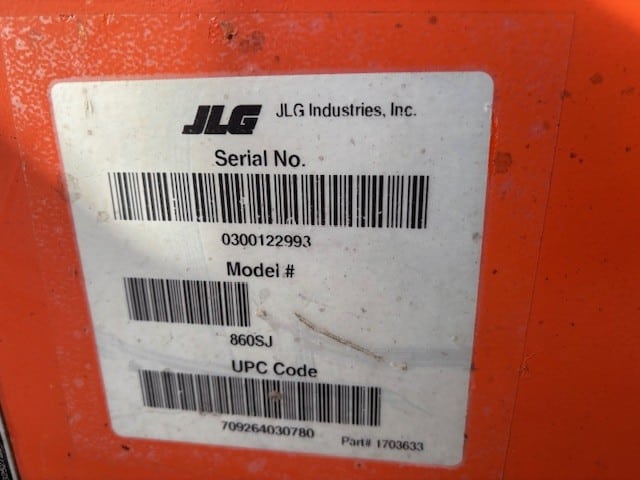 JLG JLG Industries, Inc.
Serial No.
0300122993
Model #
860SJ
UPC Code
709264030780
Part# 1703633